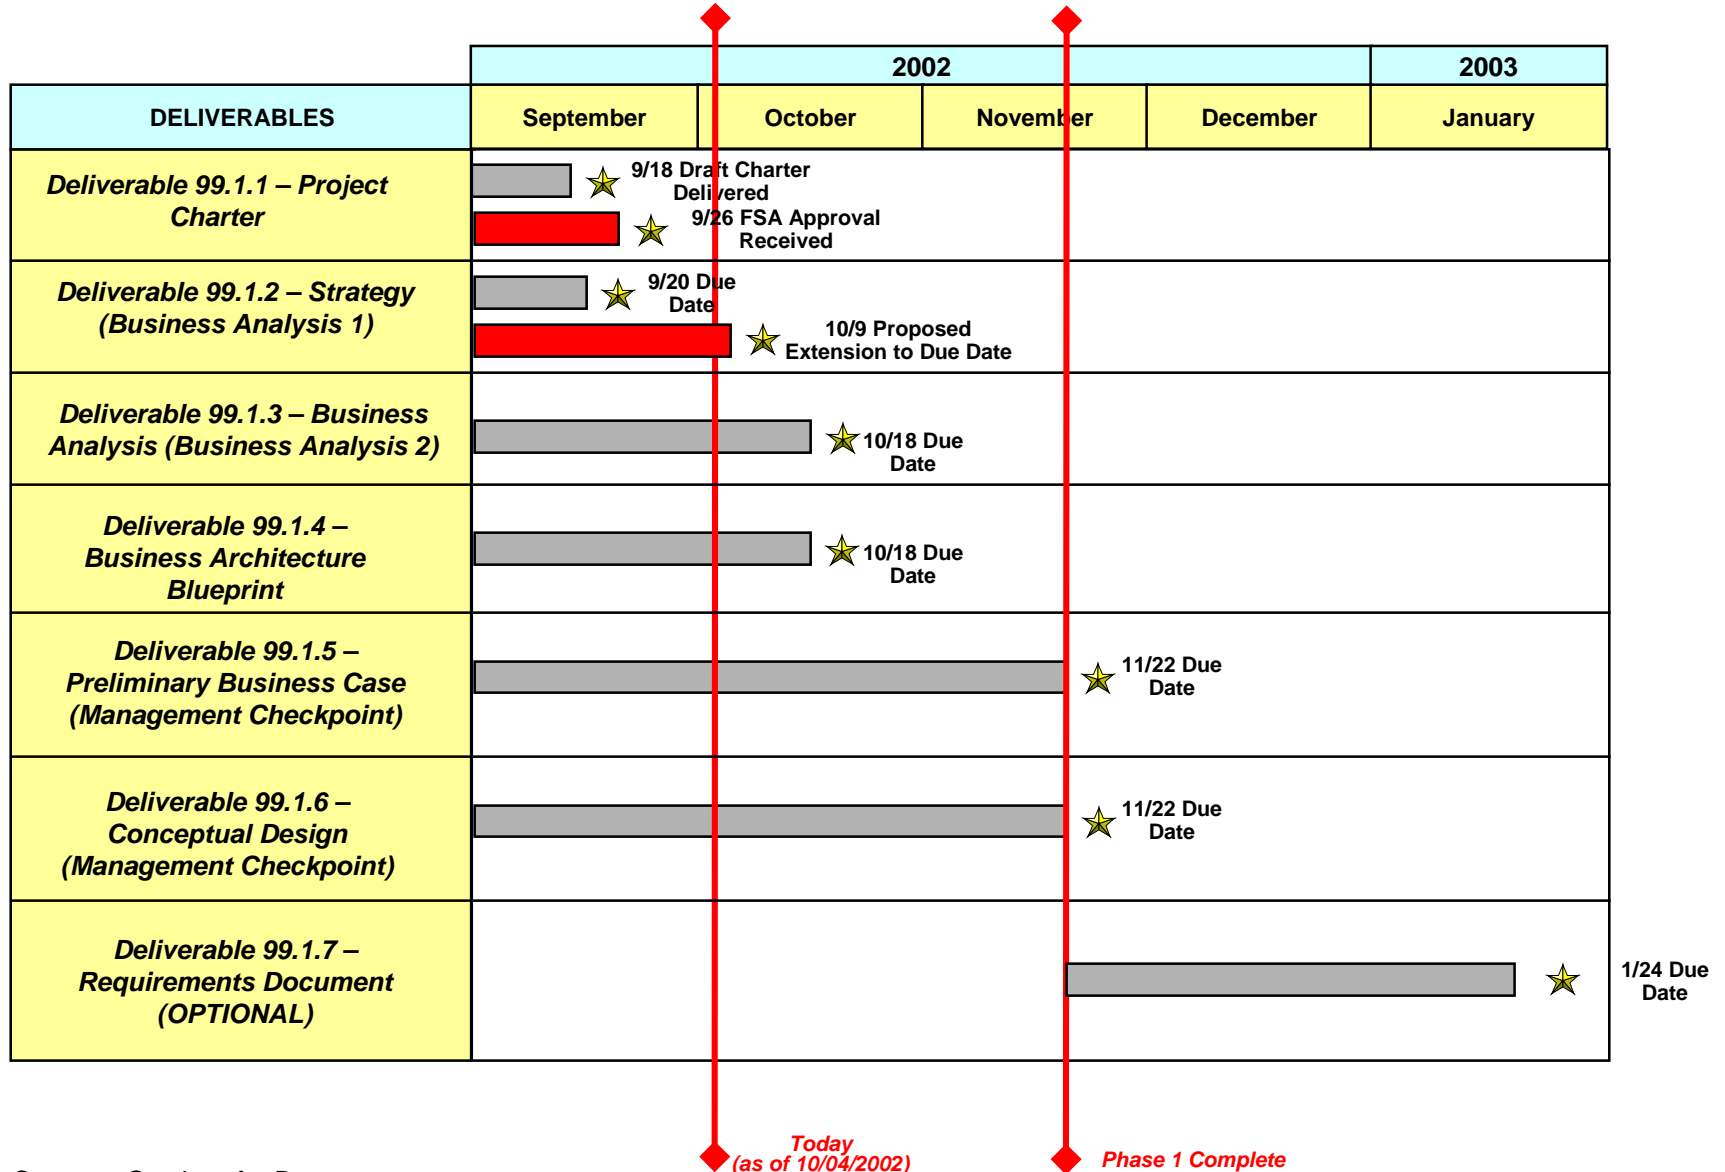 2002
2003
DELIVERABLES
September
October
November
December
January
Deliverable 99.1.1 – Project
Charter
9/18 Draft Charter
Delivered
9/26 FSA Approval
Received
Deliverable 99.1.2 – Strategy
(Business Analysis 1)
9/20 Due
Date
10/9 Proposed
Extension to Due Date
Deliverable 99.1.3 – Business
Analysis (Business Analysis 2)
10/18 Due
Date
Deliverable 99.1.4 –
Business Architecture
Blueprint
10/18 Due
Date
Deliverable 99.1.5 –
Preliminary Business Case
(Management Checkpoint)
11/22 Due
Date
Deliverable 99.1.6 –
Conceptual Design
(Management Checkpoint)
11/22 Due
Date
Deliverable 99.1.7 –
Requirements Document
(OPTIONAL)
1/24 Due
Date
Today
(as of 10/04/2002)
Phase 1 Complete